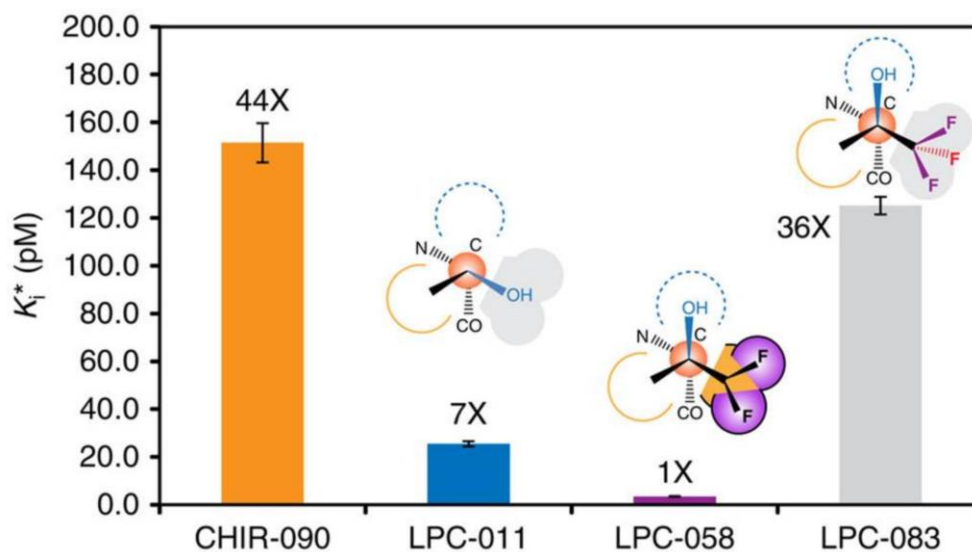 200.0
180.0
160.0
140.0
120.0
100.0
80.0
60.0
40.0
20.0
0.0
Ki* (pM)
44X
7X
1X
36X
N
C
CO
OH
OH
N
C
CO
F
F
OH
N
C
CO
F
F
F
CHIR-090 LPC-011 LPC-058 LPC-083